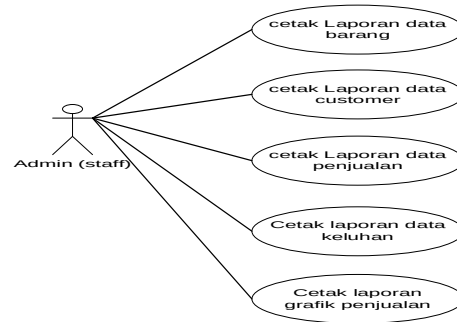 cetak Laporan data
barang
cetak Laporan data
customer
Admin (staff)
cetak Laporan data
penjualan
Cetak laporan data
keluhan
Cetak laporan
grafik penjualan